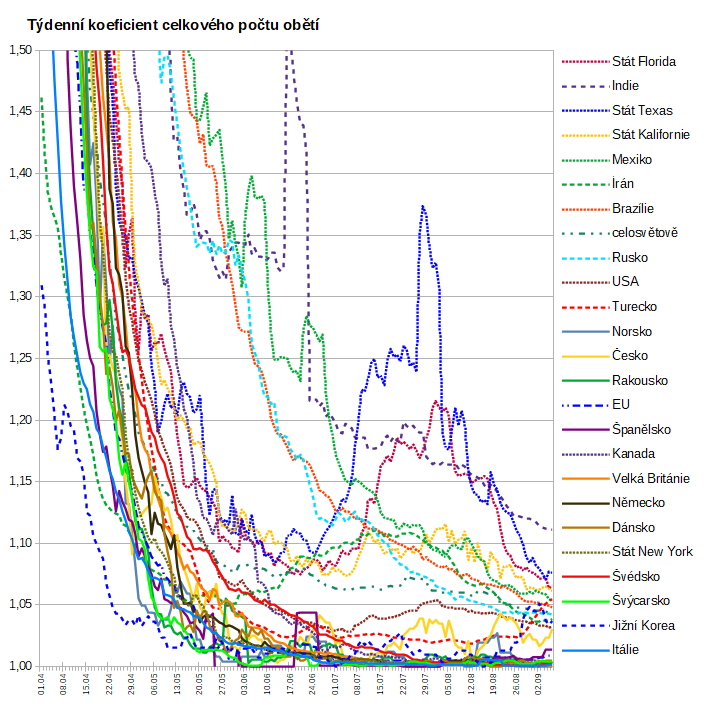 Týdenní koeficient celkového počtu obětí
1,50
1,45
1,40
1,35
1,30
1,25
1,20
1,15
1,10
1,05
1,00
01.04
08.04
15.04
22.04
29.04
06.05
13.05
20.05
27.05
03.06
10.06
17.06
24.06
01.07
08.07
15.07
22.07
29.07
05.08
12.08
19.08
26.08
02.09
Stát Florida
Indie
Stát Texas
Stát Kalifornie
Mexiko
Írán
Brazílie
celosvětově
Rusko
USA
Turecko
Norsko
Česko
Rakousko
EU
Španělsko
Kanada
Velká Británie
Německo
Dánsko
Stát New York
Švédsko
Švýcarsko
Jižní Korea
Itálie